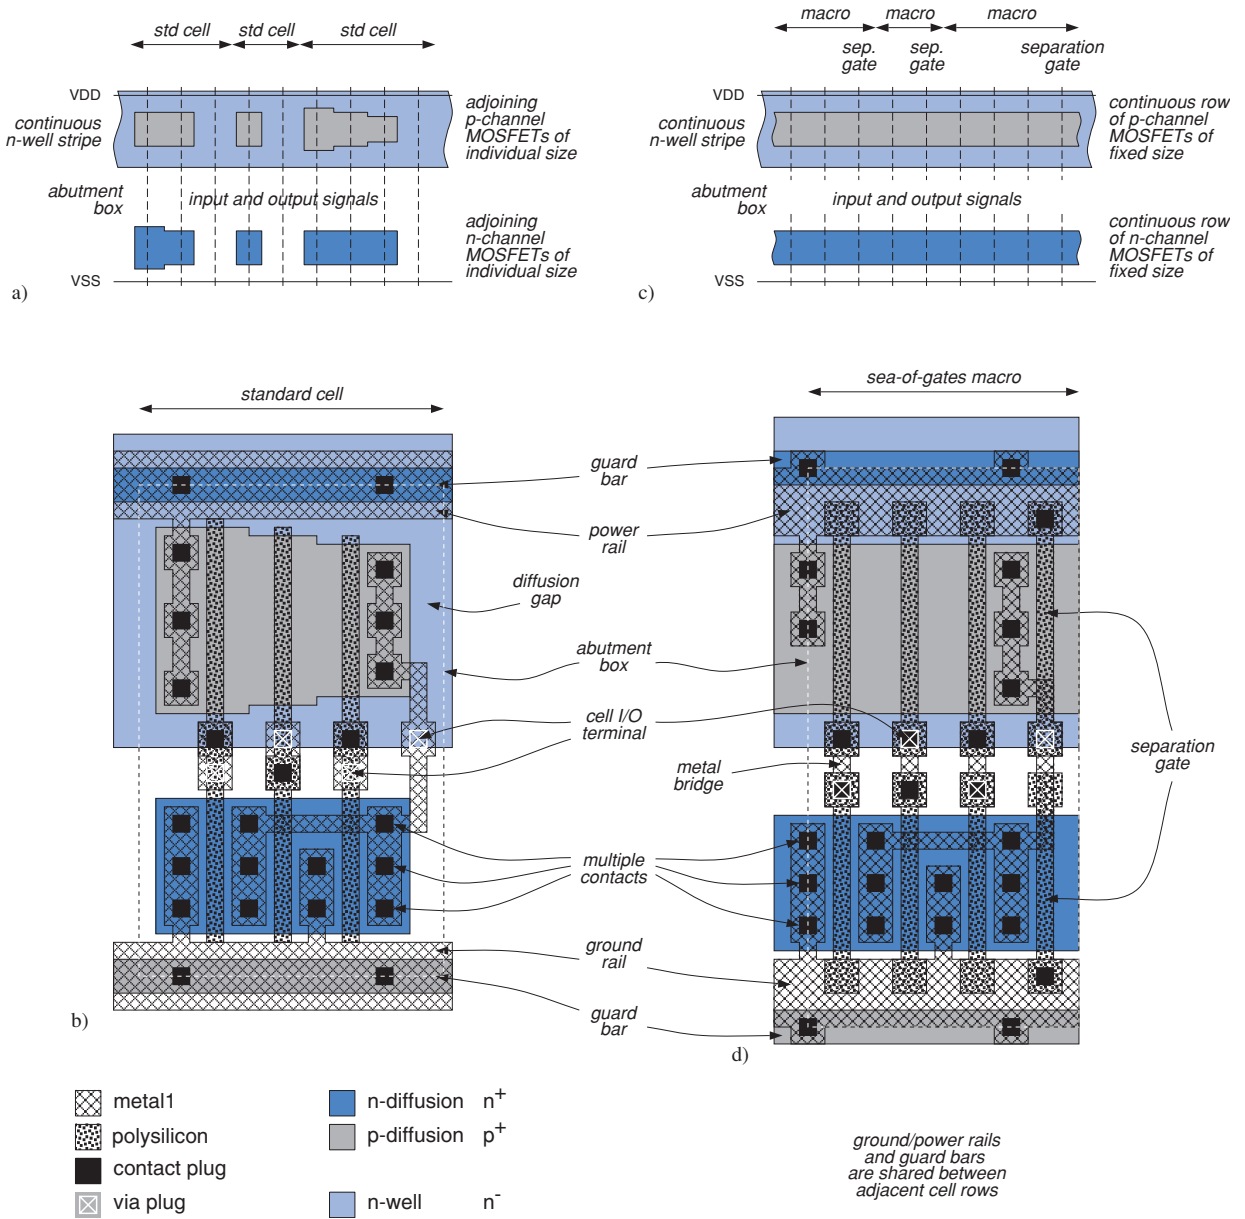 std cell
std cell
std cell
VDD
continuous
n-well stripe
adjoining
p-channel
MOSFETs of
individual size
abutment
box
input and output signals
adjoining
n-channel
MOSFETs of
individual size
VSS
a)
macro
macro
macro
sep.
gate
sep.
gate
separation
gate
VDD
continuous
n-well stripe
continuous row
of p-channel
MOSFETs of
fixed size
abutment
box
input and output signals
continuous row
of n-channel
MOSFETs of
fixed size
VSS
c)
standard cell
sea-of-gates macro
guard
bar
power
rail
diffusion
gap
abutment
box
cell I/O
terminal
metal
bridge
separation
gate
multiple
contacts
ground
rail
guard
bar
b)
d)
metal1
polysilicon
contact plug
via plug
n-diffusion n+
p-diffusion p+
n-well n-
ground/power rails
and guard bars
are shared between
adjacent cell rows